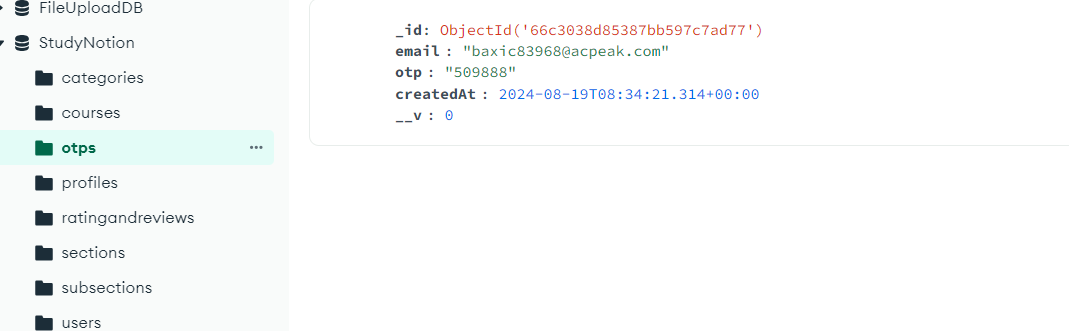 FileUploadDB
StudyNotion
categories
courses
otps
profiles
ratingandreviews
sections
subsections
users
_id: ObjectId('66c3038d85387bb597c7ad77')
email : "baxic83968@acpeak.com"
otp : "509888"
createdAt : 2024-08-19T08:34:21.314+00:00
__v : 0